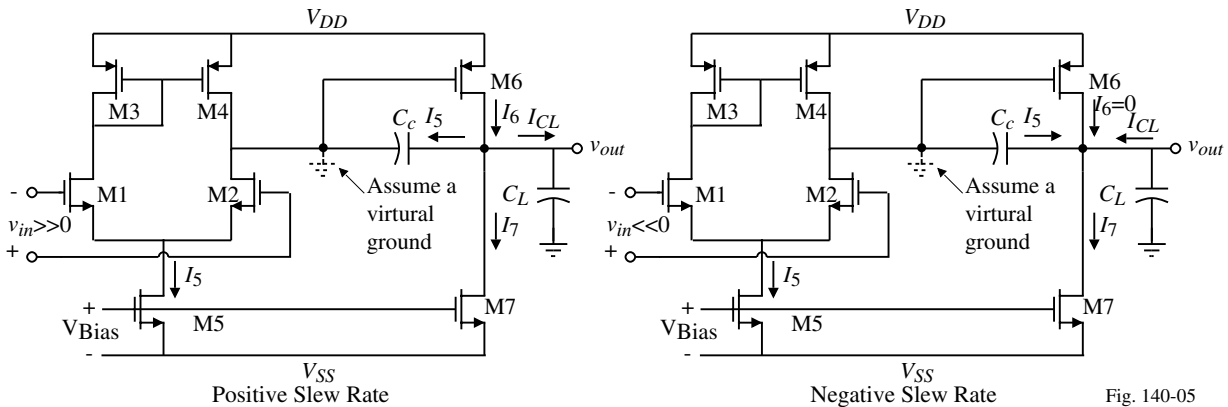 VDD
M3
M4
M6
Cc
I5
I6
ICL
vout
-
M1
M2
Assume a
virtural
ground
CL
vin>>0
I7
+
I5
+
VBias
M5
M7
-
VSS
Positive Slew Rate
VDD
M3
M4
M6
Cc
I5
I6=0
ICL
vout
-
M1
M2
Assume a
virtural
ground
CL
vin<<0
I7
+
I5
+
VBias
M5
M7
-
VSS
Negative Slew Rate
Fig. 140-05